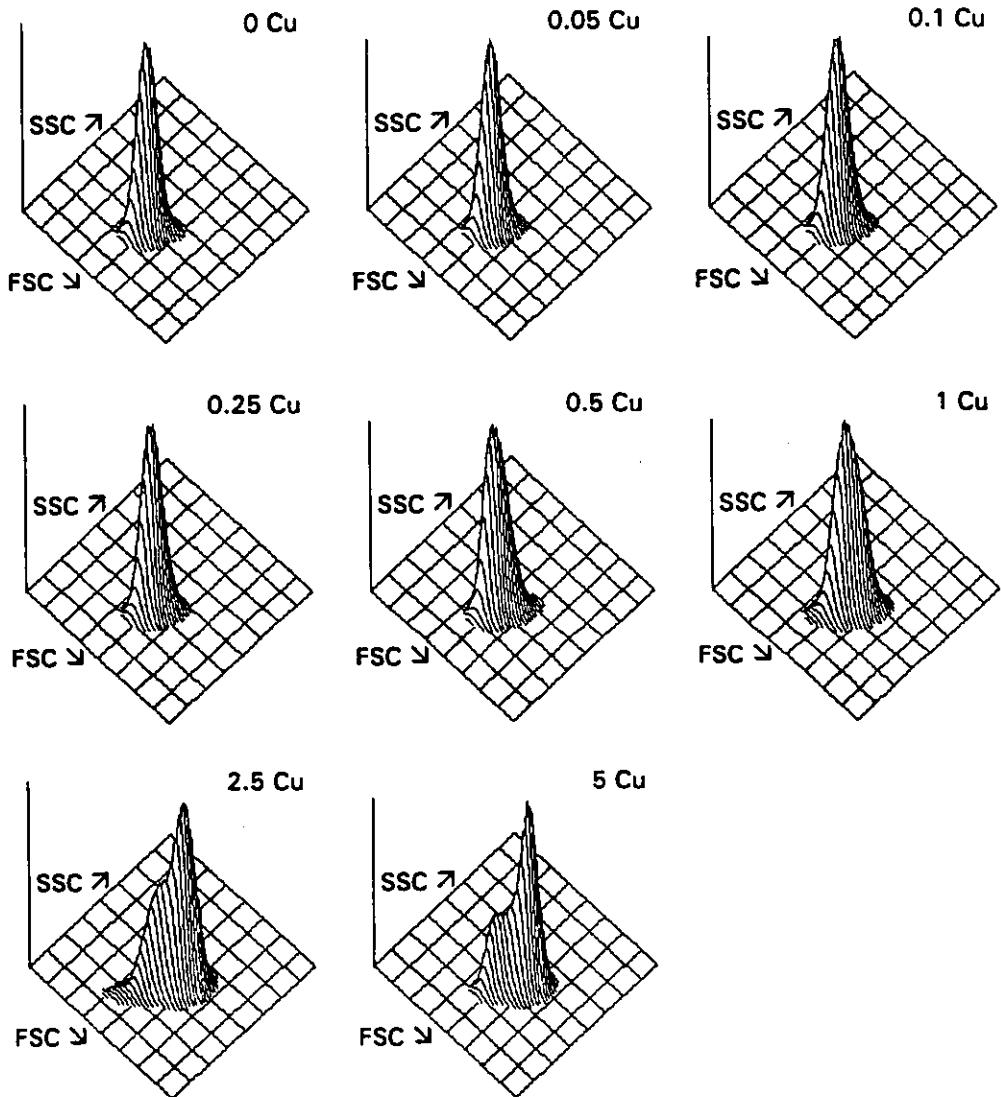 0 Cu
SSC ↗
FSC ↘
0.05 Cu
SSC ↗
FSC ↘
0.1 Cu
SSC ↗
FSC ↘
0.25 Cu
SSC ↗
FSC ↘
0.5 Cu
SSC ↗
FSC ↘
1 Cu
SSC ↗
FSC ↘
2.5 Cu
SSC ↗
FSC ↘
5 Cu
SSC ↗
FSC ↘